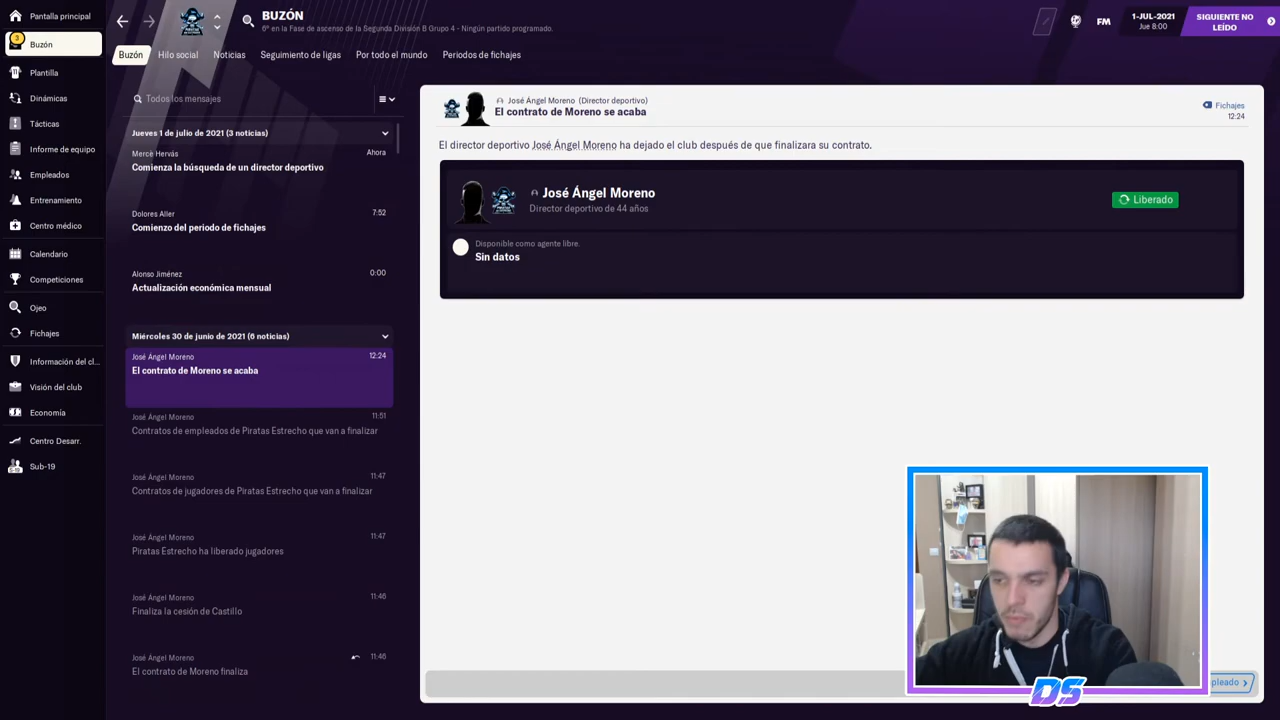 Pantalla principal
3
Buzón
Plantilla
Dinámicas
Tácticas
Informe de equipo
Empleados
Entrenamiento
Centro médico
Calendario
Competiciones
Ojeo
Fichajes
Información del cl...
Visión del club
Economía
Centro Desarr.
Sub-19
BUZÓN
6º en la Fase de ascenso de la Segunda División B Grupo 4 - Ningún partido programado.
FM
1-JUL-2021
Jue 8:00
SIGUIENTE NO LEÍDO
Buzón
Hilo social
Noticias
Seguimiento de ligas
Por todo el mundo
Periodos de fichajes
Todos los mensajes
Jueves 1 de julio de 2021 (3 noticias)
Mercè Hervás
Ahora
Comienza la búsqueda de un director deportivo
Dolores Aller
7:52
Comienzo del periodo de fichajes
Alonso Jiménez
0:00
Actualización económica mensual
Miércoles 30 de junio de 2021 (6 noticias)
José Ángel Moreno
12:24
El contrato de Moreno se acaba
José Ángel Moreno
11:51
Contratos de empleados de Piratas Estrecho que van a finalizar
José Ángel Moreno
11:47
Contratos de jugadores de Piratas Estrecho que van a finalizar
José Ángel Moreno
11:47
Piratas Estrecho ha liberado jugadores
José Ángel Moreno
11:46
Finaliza la cesión de Castillo
José Ángel Moreno
11:46
El contrato de Moreno finaliza
José Ángel Moreno (Director deportivo)
El contrato de Moreno se acaba
Fichajes
12:24
El director deportivo José Ángel Moreno ha dejado el club después de que finalizara su contrato.
José Ángel Moreno
Director deportivo de 44 años
Liberado
Disponible como agente libre.
Sin datos
pleado
DS